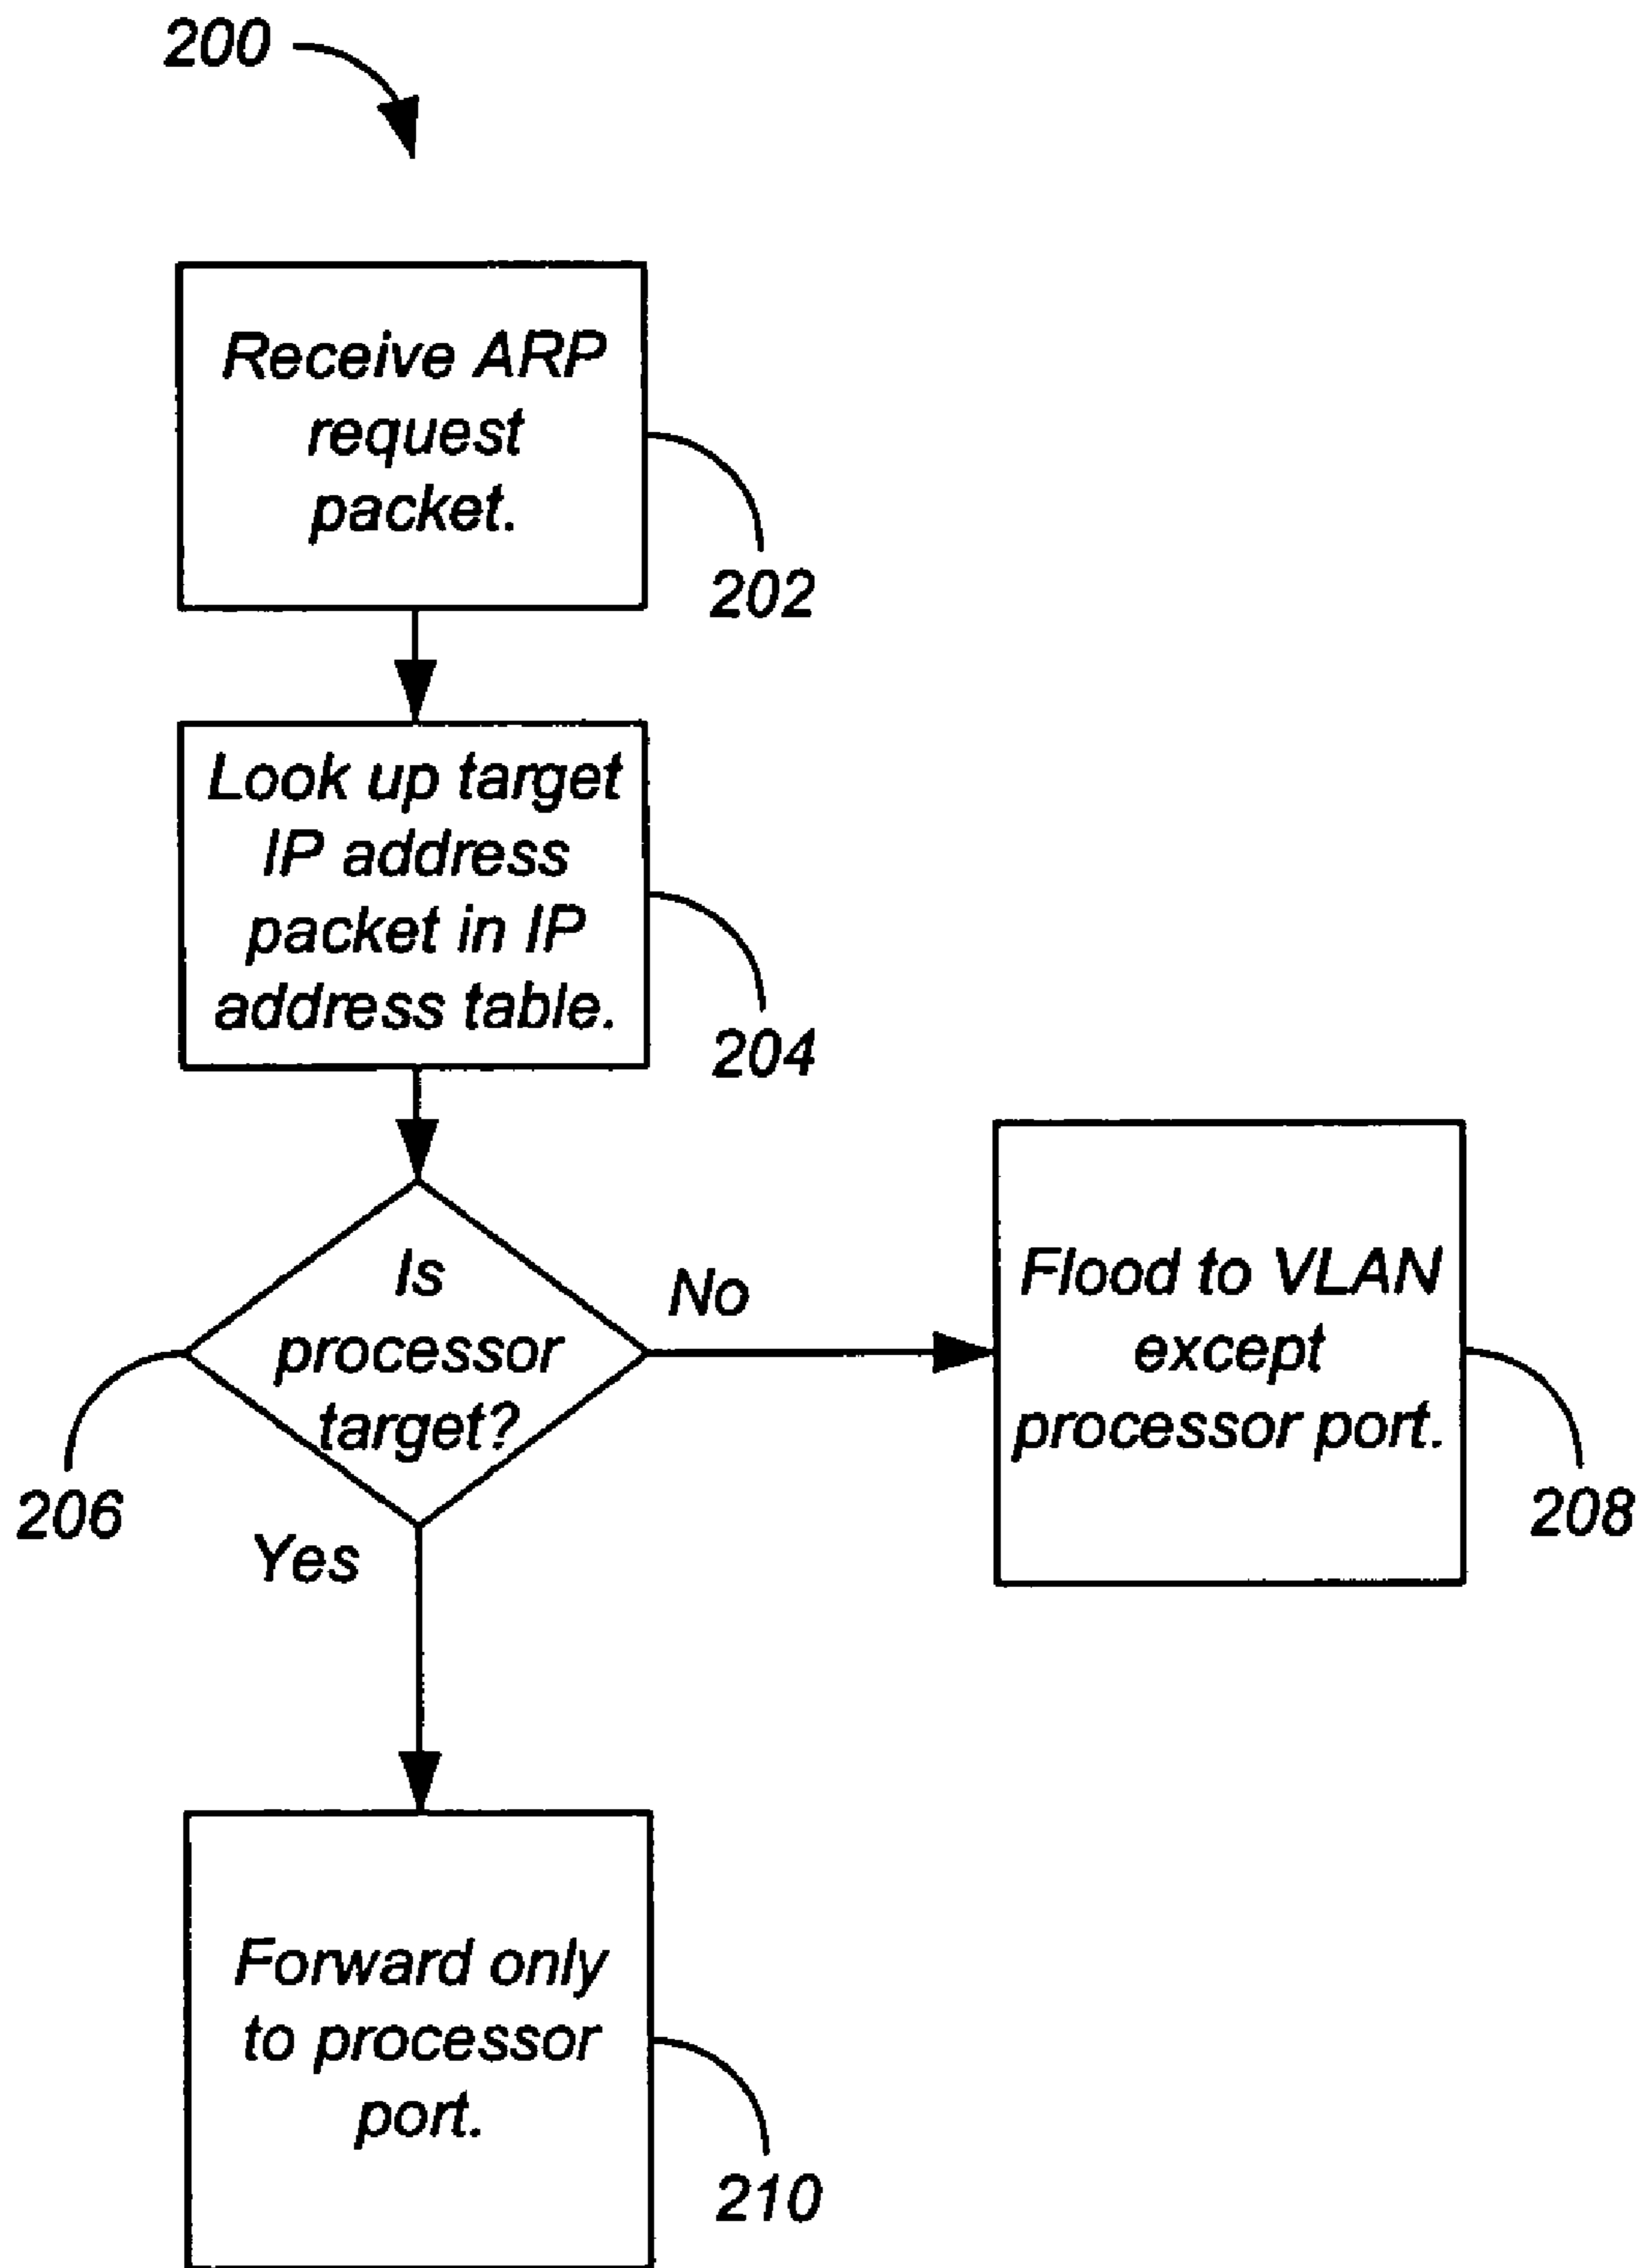 200
Receive ARP
request
packet.
202
Look up target
IP address
packet in IP
address table.
204
Is
processor
target?
No
206
Yes
Flood to VLAN
except
processor port.
208
Forward only
to processor
port.
210